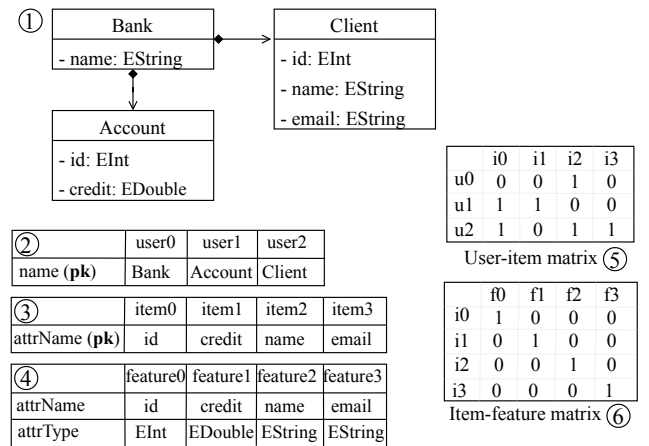 ① Bank Client
- name: EString
- id: EInt
- name: EString
- email: EString
Account
- id: EInt
- credit: EDouble
② user0 user1 user2
name (pk) Bank Account Client
③ item0 item1 item2 item3
attrName (pk) id credit name email
④ feature0 feature1 feature2 feature3
attrName id credit name email
attrType EInt EDouble EString EString
i0 i1 i2 i3
u0 0 0 1 0
u1 1 1 0 0
u2 1 0 1 1
User-item matrix ⑤
f0 f1 f2 f3
i0 1 0 0 0
i1 0 1 0 0
i2 0 0 1 0
i3 0 0 0 1
Item-feature matrix ⑥